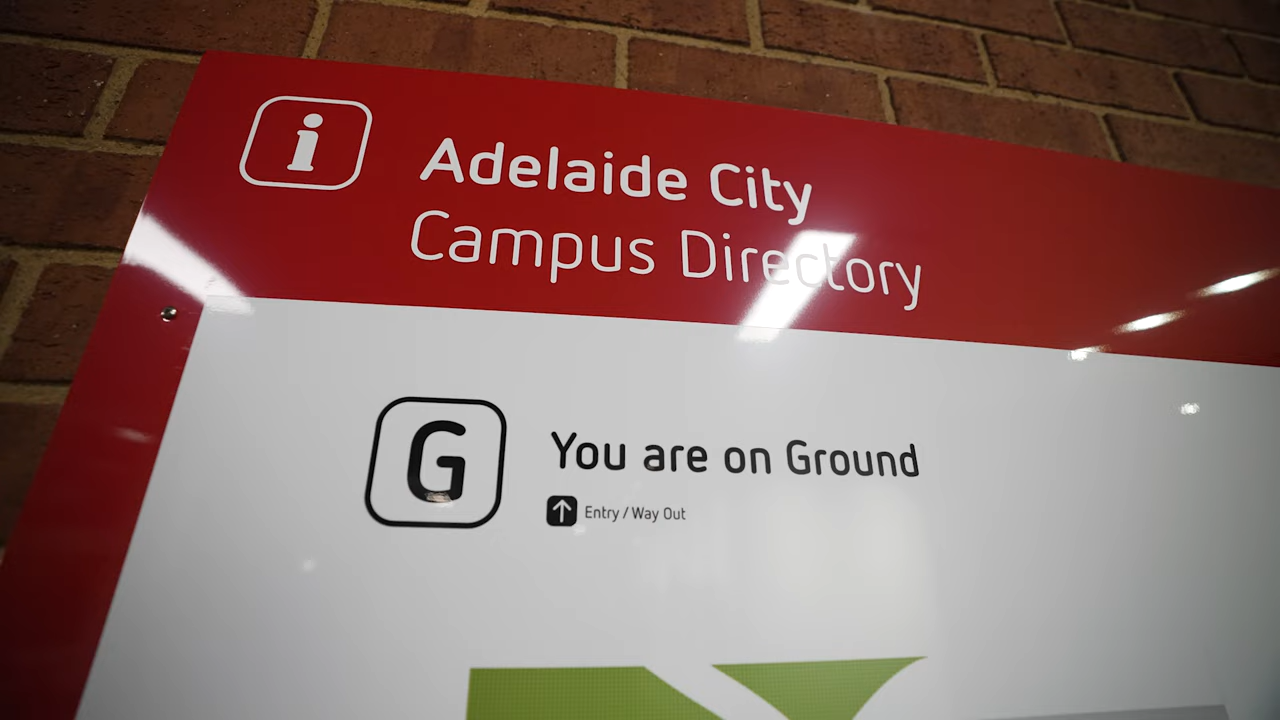 i
Adelaide City
Campus Directory
G
You are on Ground
Entry / Way Out